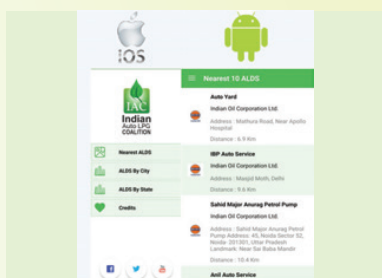 iOS
IAC
Indian
Auto LPG
COALITION
Nearest ALDS
ALDS By City
ALDS By State
Credits
Nearest 10 ALDS
Auto Yard
Indian Oil Corporation Ltd.
Address : Mathura Road, Near Apollo
Hospital
Distance : 6.9 Km
IBP Auto Service
Indian Oil Corporation Ltd.
Address : Masjid Moth, Delhi
Distance : 9.6 Km
Sahid Major Anurag Petrol Pump
Indian Oil Corporation Ltd.
Address : Sahid Major Anurag Petrol
Pump Address: 45, Noida Sector 52,
Noida- 201301, Uttar Pradesh
Landmark: Near Sai Baba Mandir
Distance : 10.4 Km
Anil Auto Service